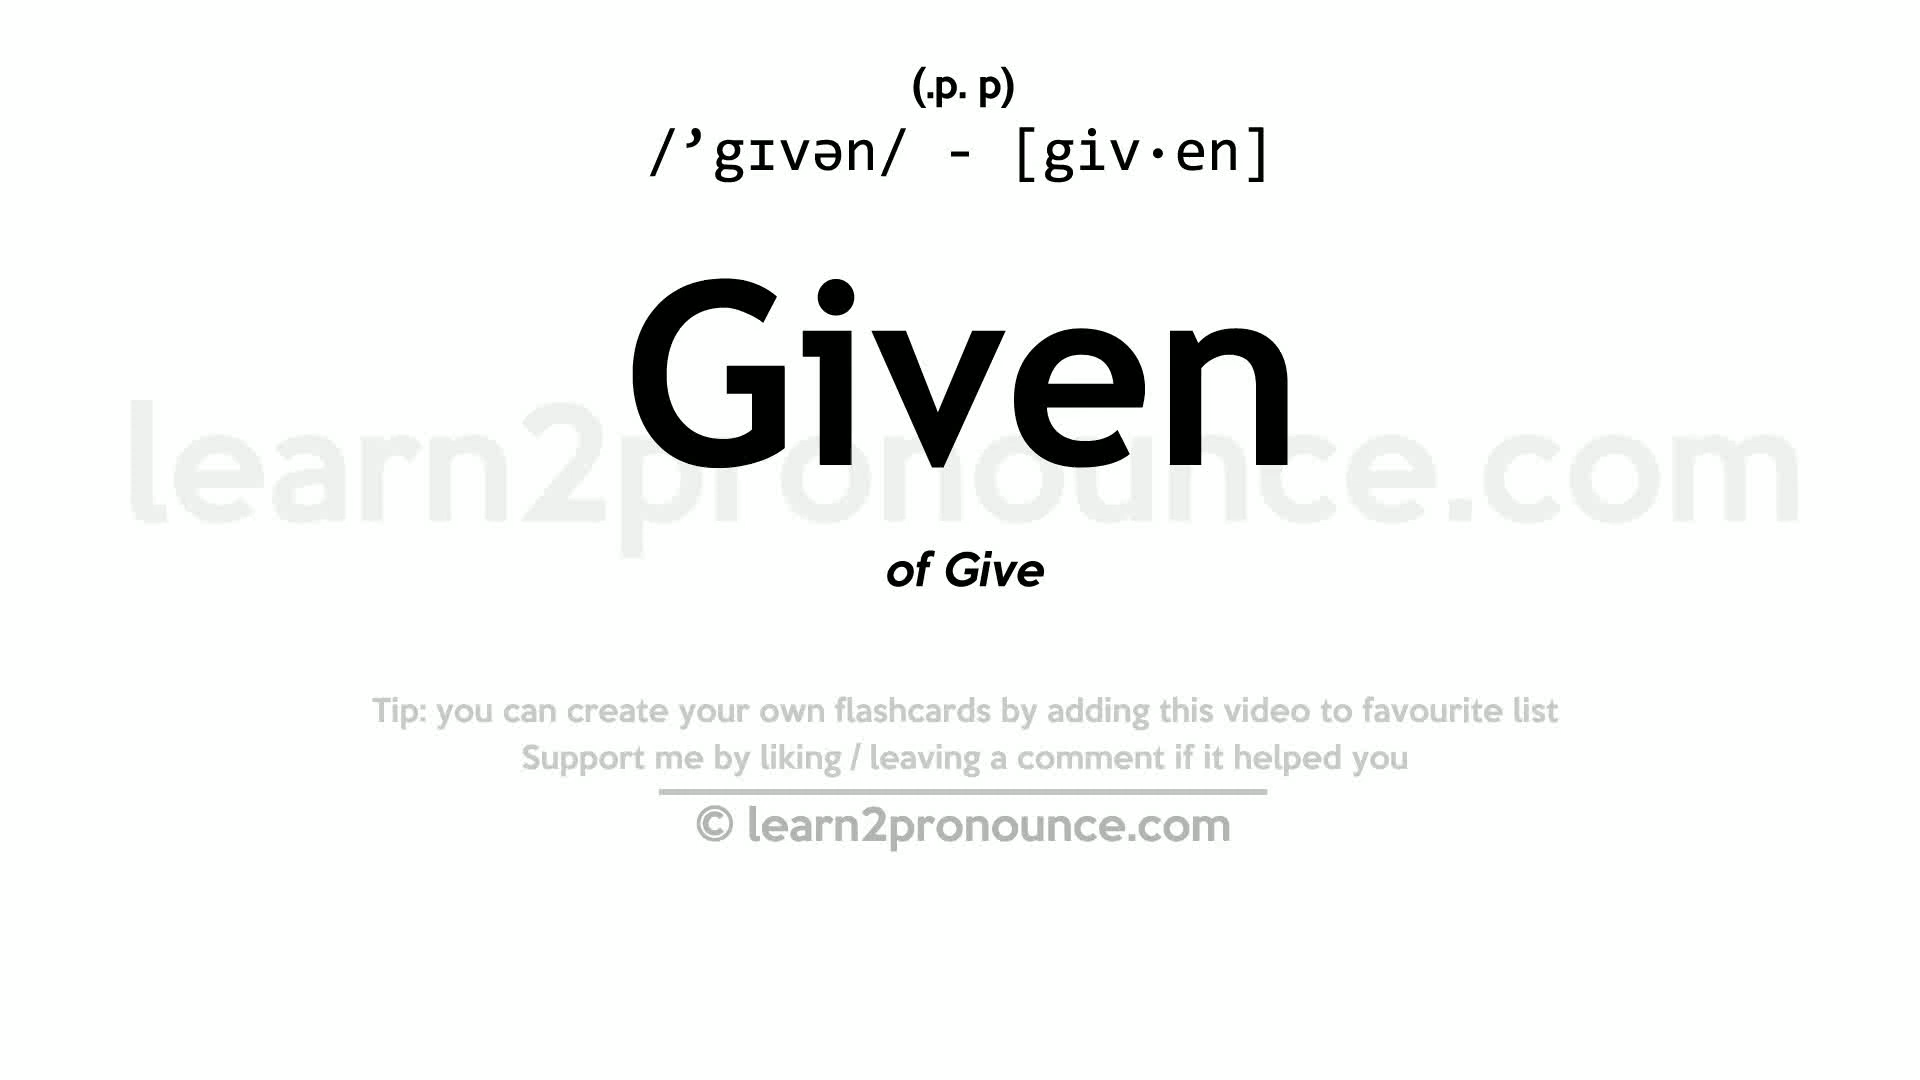 (.p. p)
/’gɪvən/ - [giv·en]
Given
learn2pronounce.com
of Give
Tip: you can create your own flashcards by adding this video to favourite list
Support me by liking / leaving a comment if it helped you
© learn2pronounce.com